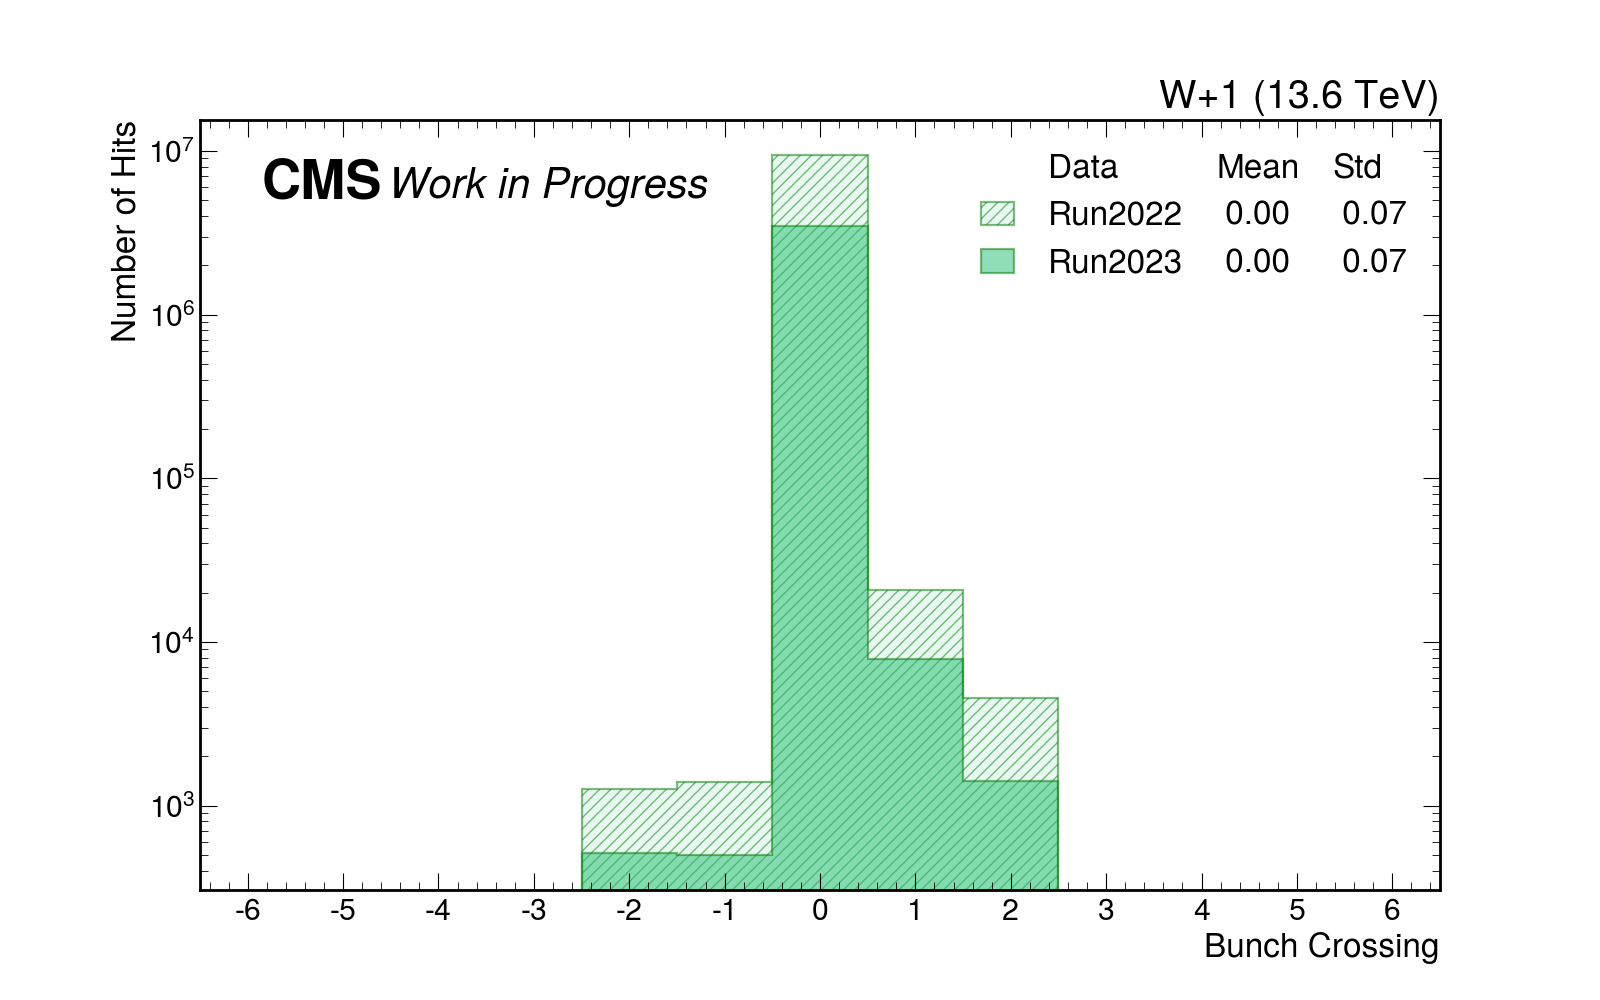 W+1 (13.6 TeV)
Number of Hits
CMS Work in Progress
Data Mean Std
Run2022 0.00 0.07
Run2023 0.00 0.07
10^7
10^6
10^5
10^4
10^3
-6 -5 -4 -3 -2 -1 0 1 2 3 4 5 6
Bunch Crossing